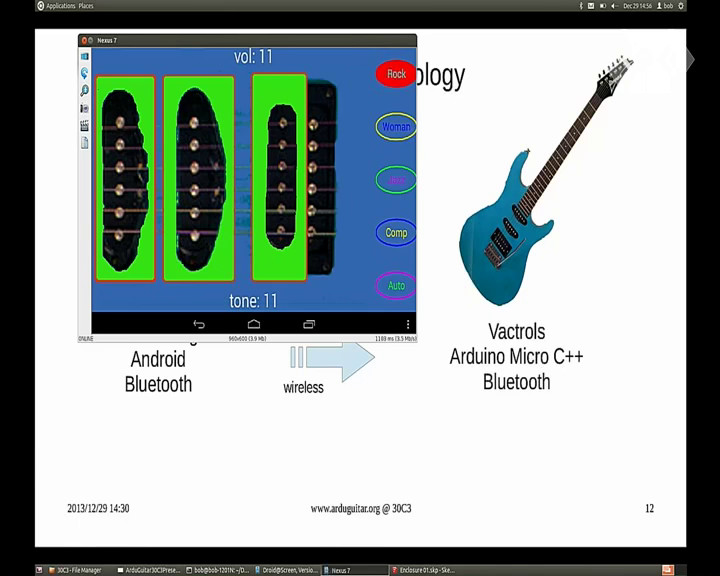 Applications Places
Dec 29 14:56
bob
Nexus 7
vol: 11
ology
Rock
Woman
Comp
Auto
tone: 11
ONLINE
960x600 (3.9 Mb)
1189 ms (3.5 Mb/s)
Android
Bluetooth
wireless
Vactrols
Arduino Micro C++
Bluetooth
2013/12/29 14:30
www.arduguitar.org @ 30C3
12
30C3 - File Manager
ArduGuitar30C3Prese...
bob@bob-1201N: ~/D...
Droid@Screen, Versio...
Nexus 7
Enclosure 01.skp - Ske...